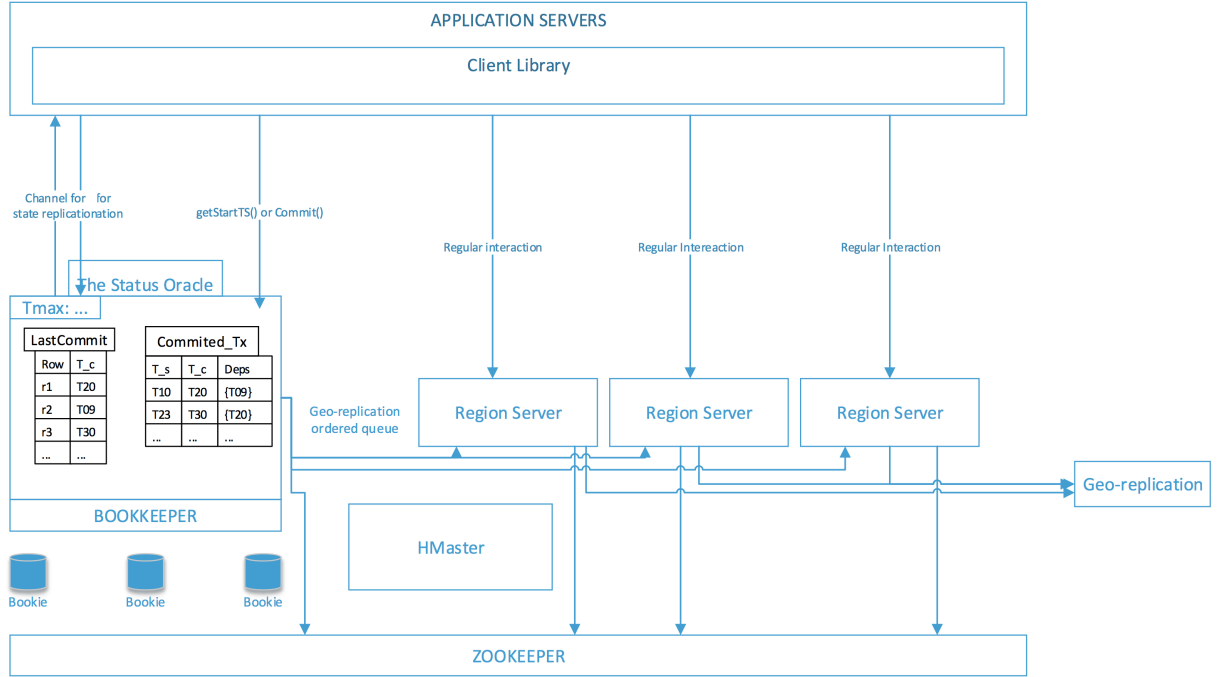 APPLICATION SERVERS
Client Library
Channel for for
state replicationation
getStartTS() or Commit()
Regular interaction
Regular Intereaction
Regular Interaction
The Status Oracle
Tmax: ...
LastCommit
Row T_c
r1 T20
r2 T09
r3 T30
... ...
Commited_Tx
T_s T_c Deps
T10 T20 {T09}
T23 T30 {T20}
... ... ...
Geo-replication
ordered queue
Region Server
Region Server
Region Server
Geo-replication
BOOKKEEPER
HMaster
Bookie
Bookie
Bookie
ZOOKEEPER